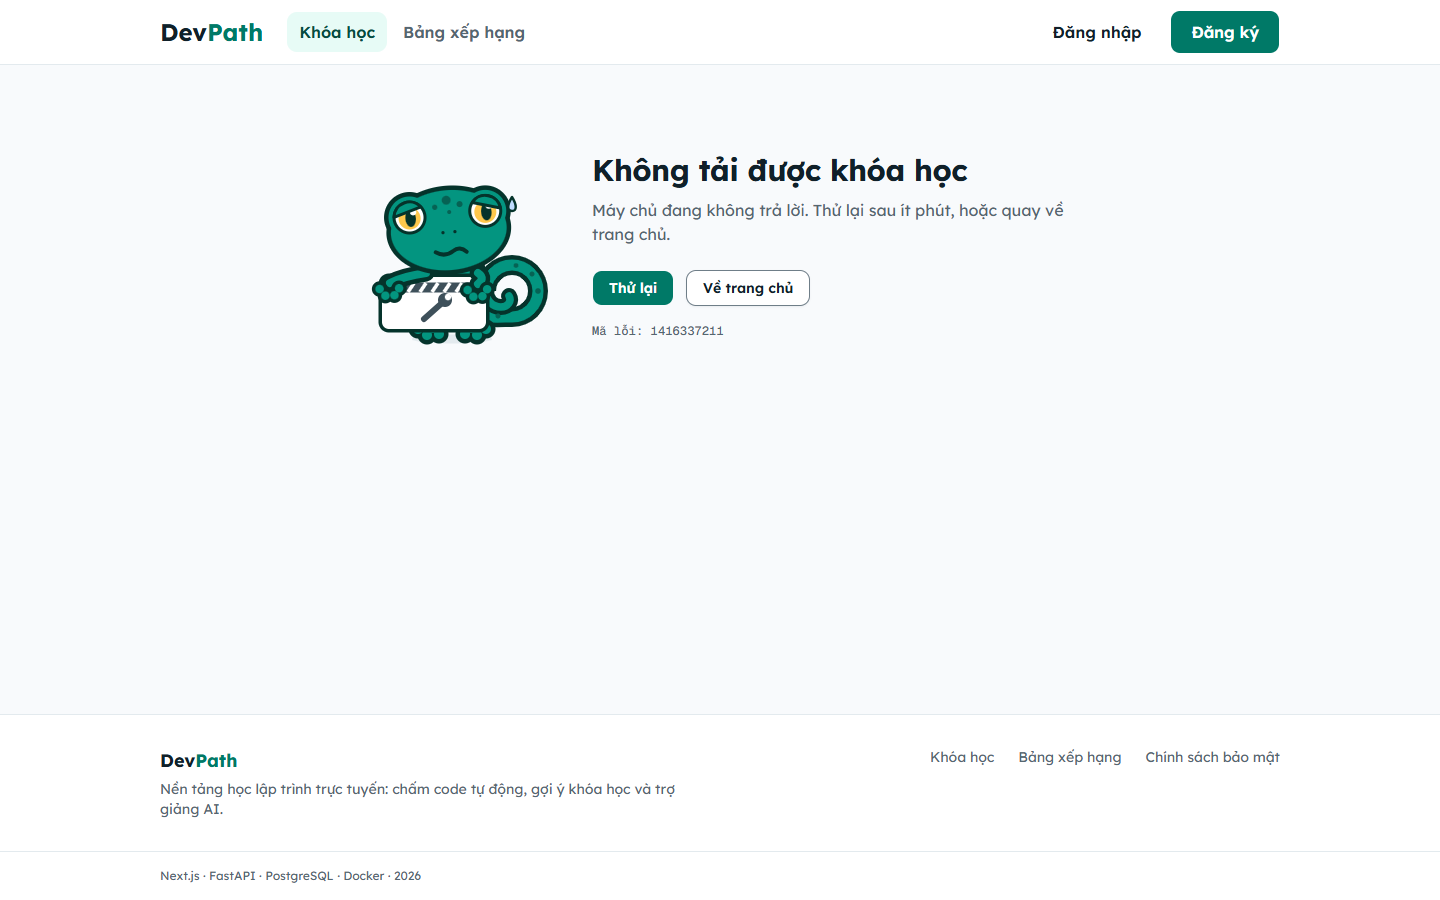 DevPath
Khóa học
Bảng xếp hạng
Đăng nhập
Đăng ký
Không tải được khóa học
Máy chủ đang không trả lời. Thử lại sau ít phút, hoặc quay về
trang chủ.
Thử lại
Về trang chủ
Mã lỗi: 1416337211
DevPath
Nền tảng học lập trình trực tuyến: chấm code tự động, gợi ý khóa học và trợ
giảng AI.
Khóa học
Bảng xếp hạng
Chính sách bảo mật
Next.js · FastAPI · PostgreSQL · Docker · 2026